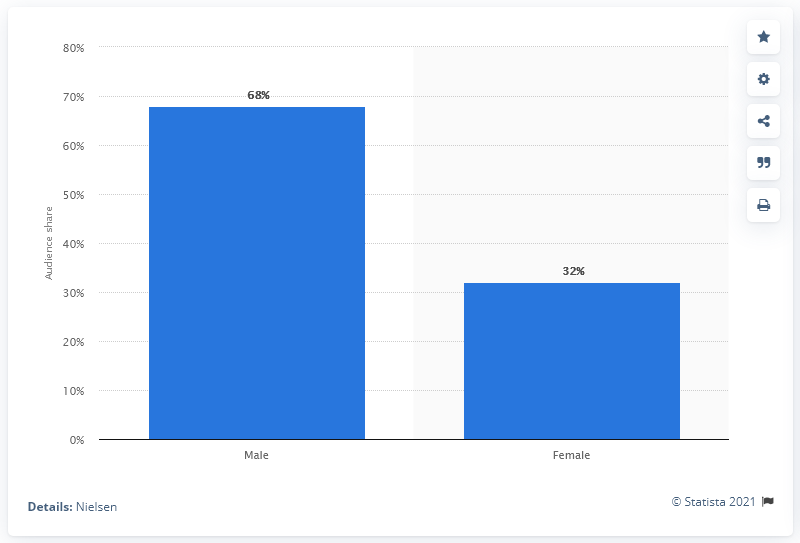 80%
70%
60%
50%
40%
30%
20%
10%
0%
Audience share
68%
32%
Male Female
Details: Nielsen
© Statista 2021